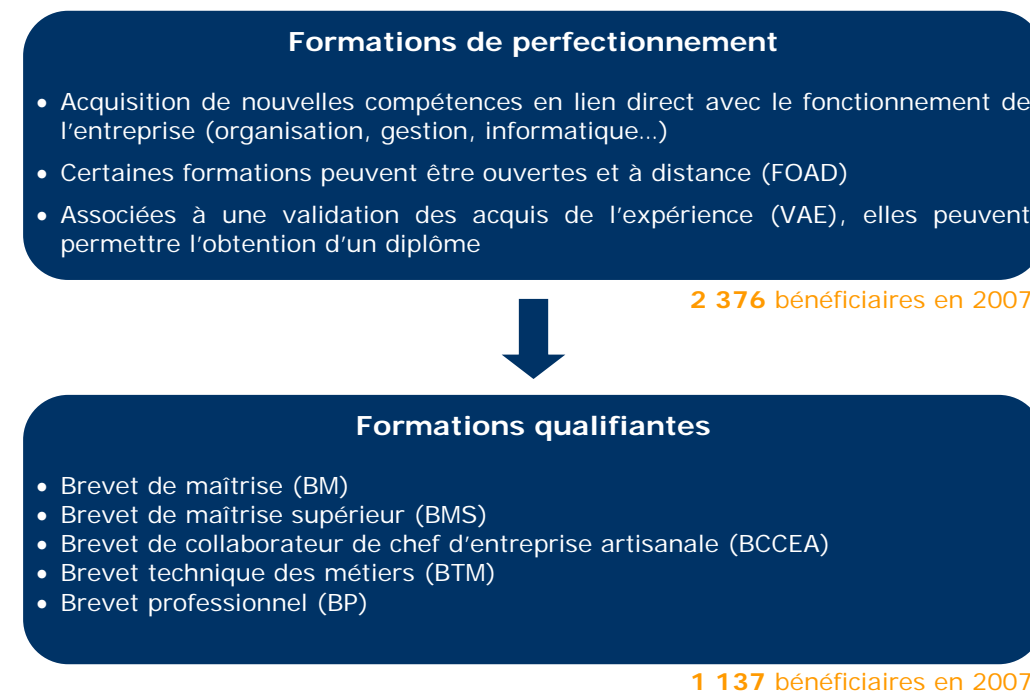 Formations de perfectionnement
• Acquisition de nouvelles compétences en lien direct avec le fonctionnement de
l'entreprise (organisation, gestion, informatique…)
• Certaines formations peuvent être ouvertes et à distance (FOAD)
• Associées à une validation des acquis de l'expérience (VAE), elles peuvent
permettre l'obtention d'un diplôme
2 376 bénéficiaires en 2007
Formations qualifiantes
• Brevet de maîtrise (BM)
• Brevet de maîtrise supérieur (BMS)
• Brevet de collaborateur de chef d'entreprise artisanale (BCCEA)
• Brevet technique des métiers (BTM)
• Brevet professionnel (BP)
1 137 bénéficiaires en 2007